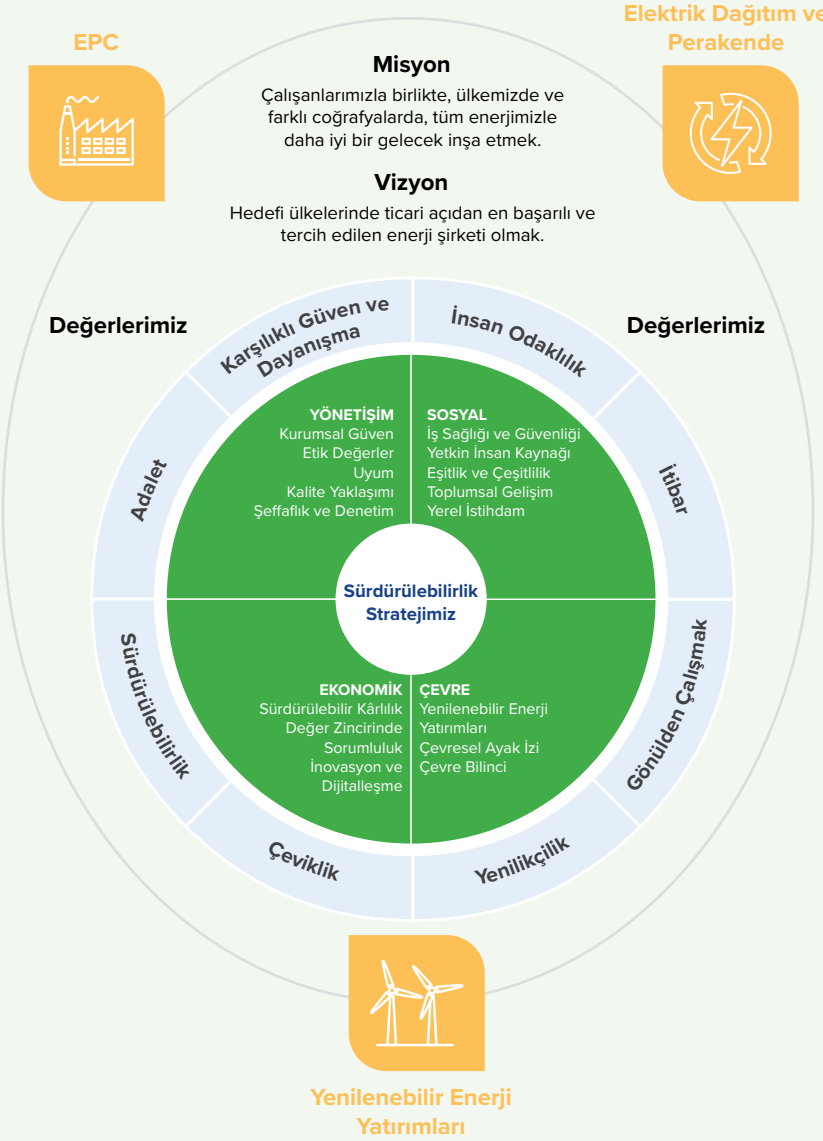 EPC
Elektrik Dağıtım ve
Perakende
Misyon
Çalışanlarımızla birlikte, ülkemizde ve
farklı coğrafyalarda, tüm enerjimizle
daha iyi bir gelecek inşa etmek.
Vizyon
Hedefi ülkelerinde ticari açıdan en başarılı ve
tercih edilen enerji şirketi olmak.
Değerlerimiz
Değerlerimiz
Karşılıklı Güven ve
Dayanışma
İnsan Odaklılık
İtibar
Gönülden Çalışmak
Yenilikçilik
Çeviklik
Sürdürülebilirlik
Adalet
YÖNETİŞİM
Kurumsal Güven
Etik Değerler
Uyum
Kalite Yaklaşımı
Şeffaflık ve Denetim
SOSYAL
İş Sağlığı ve Güvenliği
Yetkin İnsan Kaynağı
Eşitlik ve Çeşitlilik
Toplumsal Gelişim
Yerel İstihdam
Sürdürülebilirlik
Stratejimiz
EKONOMİK
Sürdürülebilir Kârlılık
Değer Zincirinde
Sorumluluk
İnovasyon ve
Dijitalleşme
ÇEVRE
Yenilenebilir Enerji
Yatırımları
Çevresel Ayak İzi
Çevre Bilinci
Yenilenebilir Enerji
Yatırımları